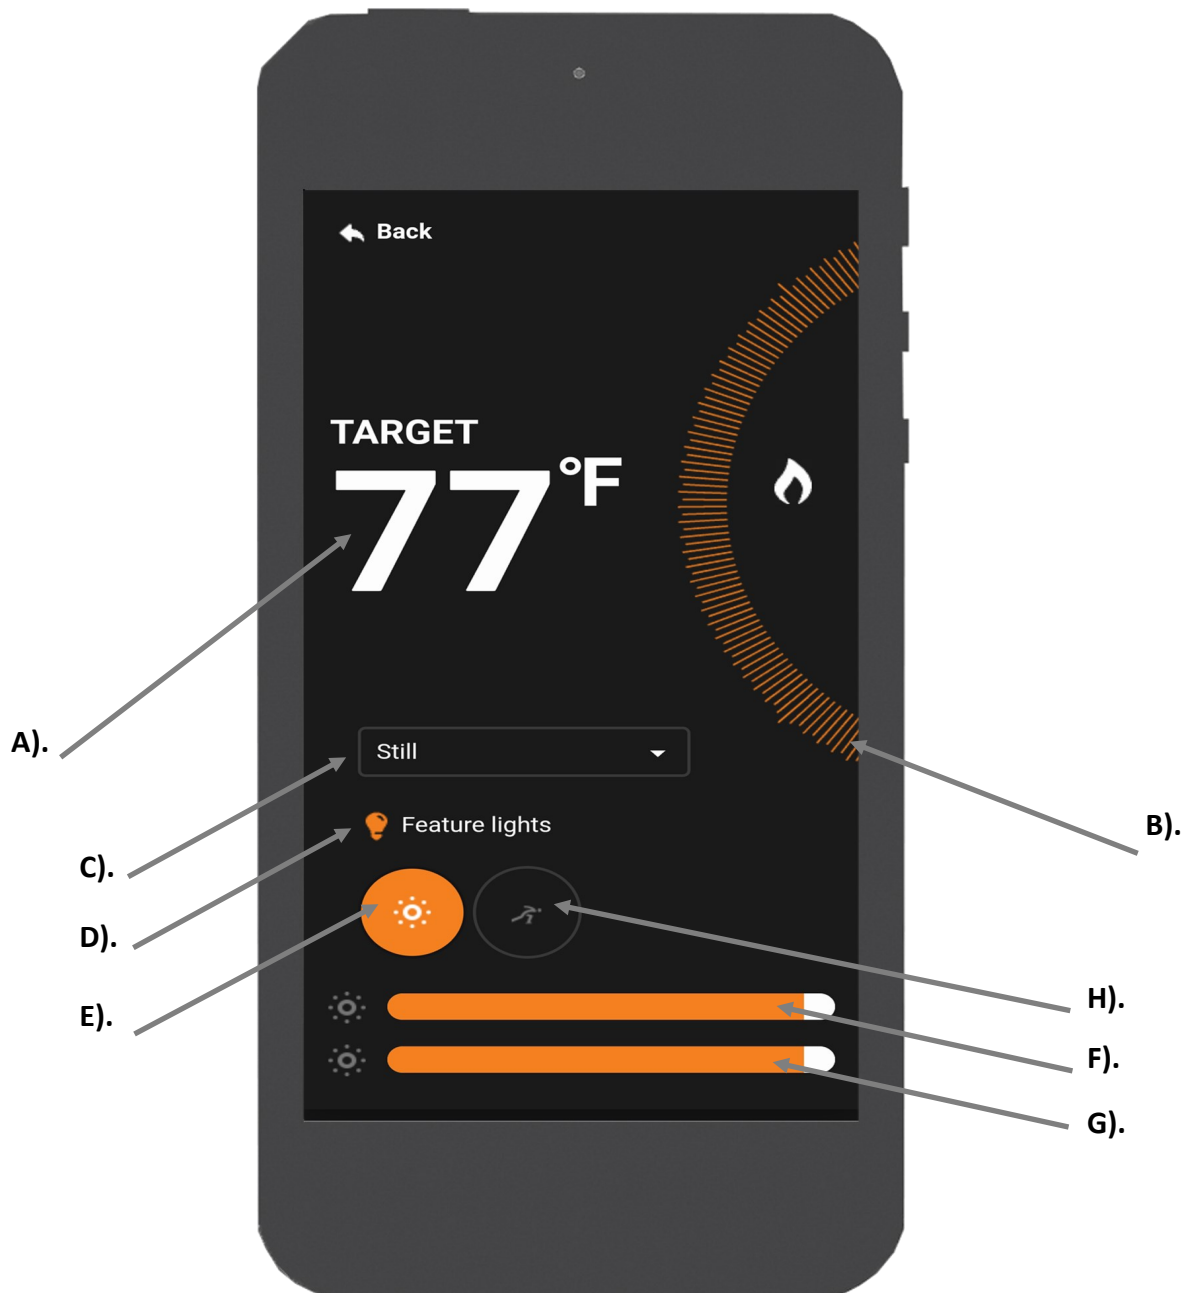 Back
TARGET
77°F
A).
Still
B).
Feature lights
C).
D).
H).
E).
F).
G).